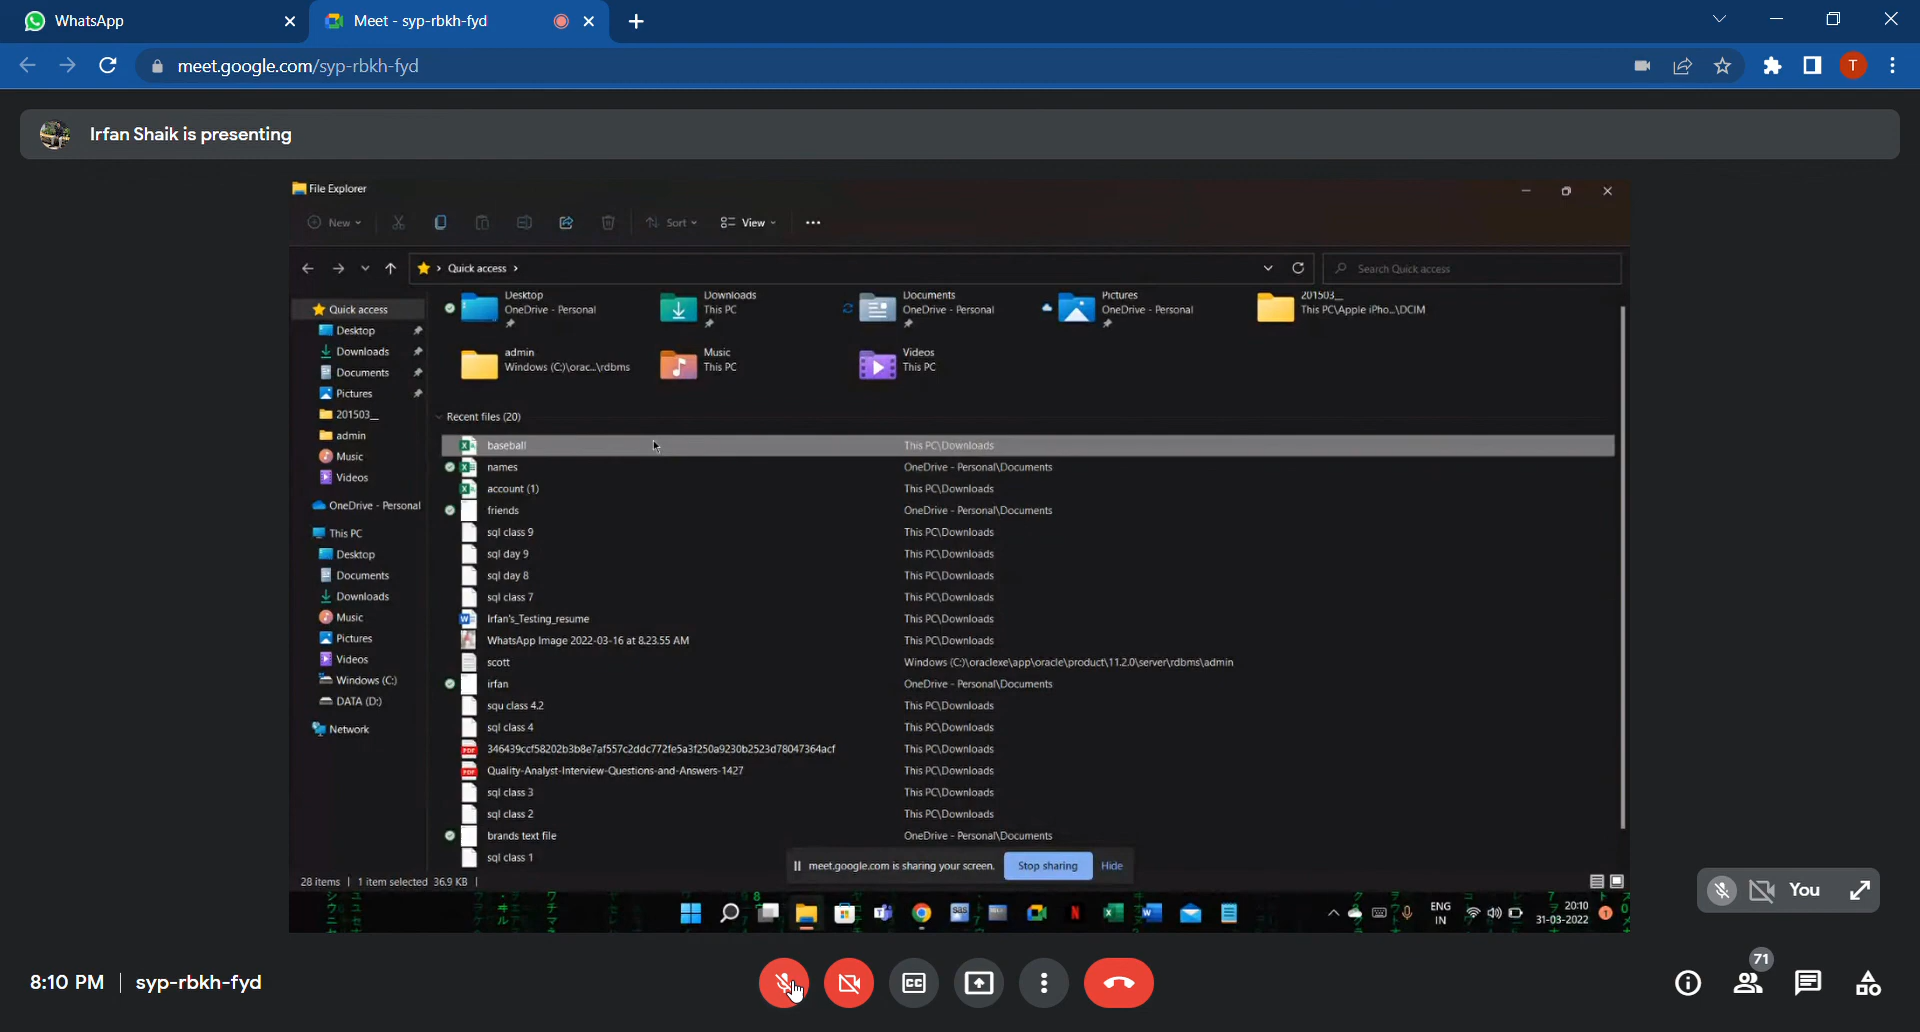 WhatsApp
Meet - syp-rbkh-fyd
meet.google.com/syp-rbkh-fyd
T
Irfan Shaik is presenting
File Explorer
New
Sort
View
Quick access
Search Quick access
Quick access
Desktop
Downloads
Documents
Pictures
201503_
admin
Music
Videos
OneDrive - Personal
This PC
Desktop
Documents
Downloads
Music
Pictures
Videos
Windows (C:)
DATA (D:)
Network
Desktop
OneDrive - Personal
Downloads
This PC
Documents
OneDrive - Personal
Pictures
OneDrive - Personal
201503_
This PC\Apple iPho...\DCIM
admin
Windows (C:)\orac...\rdbms
Music
This PC
Videos
This PC
Recent files (20)
baseball This PC\Downloads
names OneDrive - Personal\Documents
account (1) This PC\Downloads
friends OneDrive - Personal\Documents
sql class 9 This PC\Downloads
sql day 9 This PC\Downloads
sql day 8 This PC\Downloads
sql class 7 This PC\Downloads
Irfan's_Testing_resume This PC\Downloads
WhatsApp Image 2022-03-16 at 8.23.55 AM This PC\Downloads
scott Windows (C:)\oraclexe\app\oracle\product\11.2.0\server\rdbms\admin
irfan OneDrive - Personal\Documents
squ class 4.2 This PC\Downloads
sql class 4 This PC\Downloads
346439ccf58202b3b8e7af557c2ddc772fe5a3f250a9230b2523d78047364acf This PC\Downloads
Quality-Analyst-Interview-Questions-and-Answers-1427 This PC\Downloads
sql class 3 This PC\Downloads
sql class 2 This PC\Downloads
brands text file OneDrive - Personal\Documents
sql class 1
meet.google.com is sharing your screen. Stop sharing Hide
28 items 1 item selected 36.9 KB
ENG
IN
20:10
31-03-2022
1
You
8:10 PM syp-rbkh-fyd
CC
71